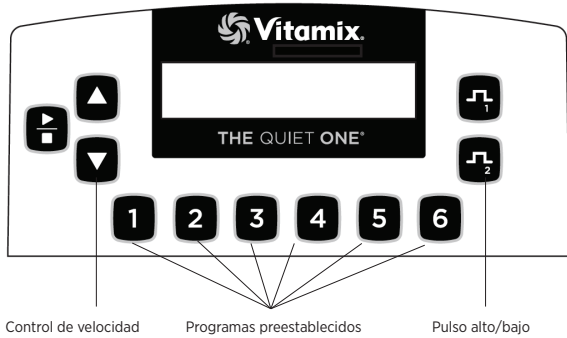 Vitamix®
THE QUIET ONE®
1
2
1 2 3 4 5 6
Control de velocidad Programas preestablecidos Pulso alto/bajo